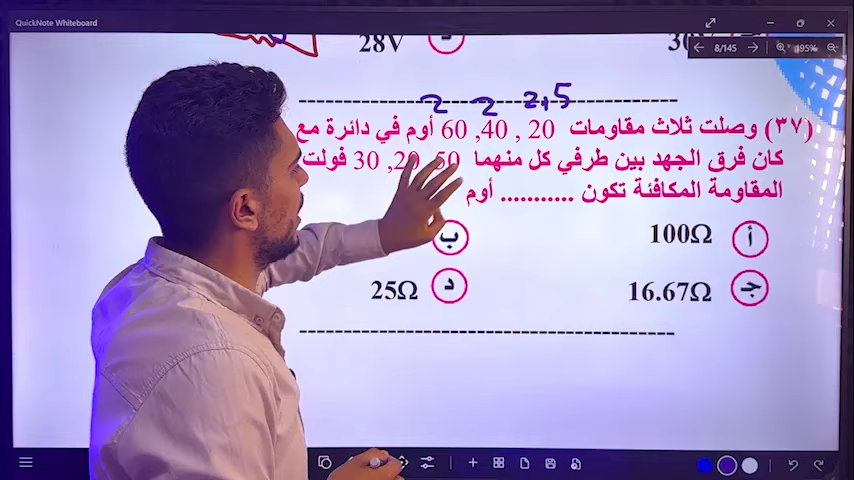 QuickNote Whiteboard
28V د
8/145 195%
2 2 2,5
(٣٧) وصلت ثلاث مقاومات 20 , 40, 60 أوم في دائرة مع
كان فرق الجهد بين طرفي كل منهما 50, 20, 30 فولت
المقاومة المكافئة تكون ........... أوم
أ 100Ω ب
جـ 16.67Ω د 25Ω